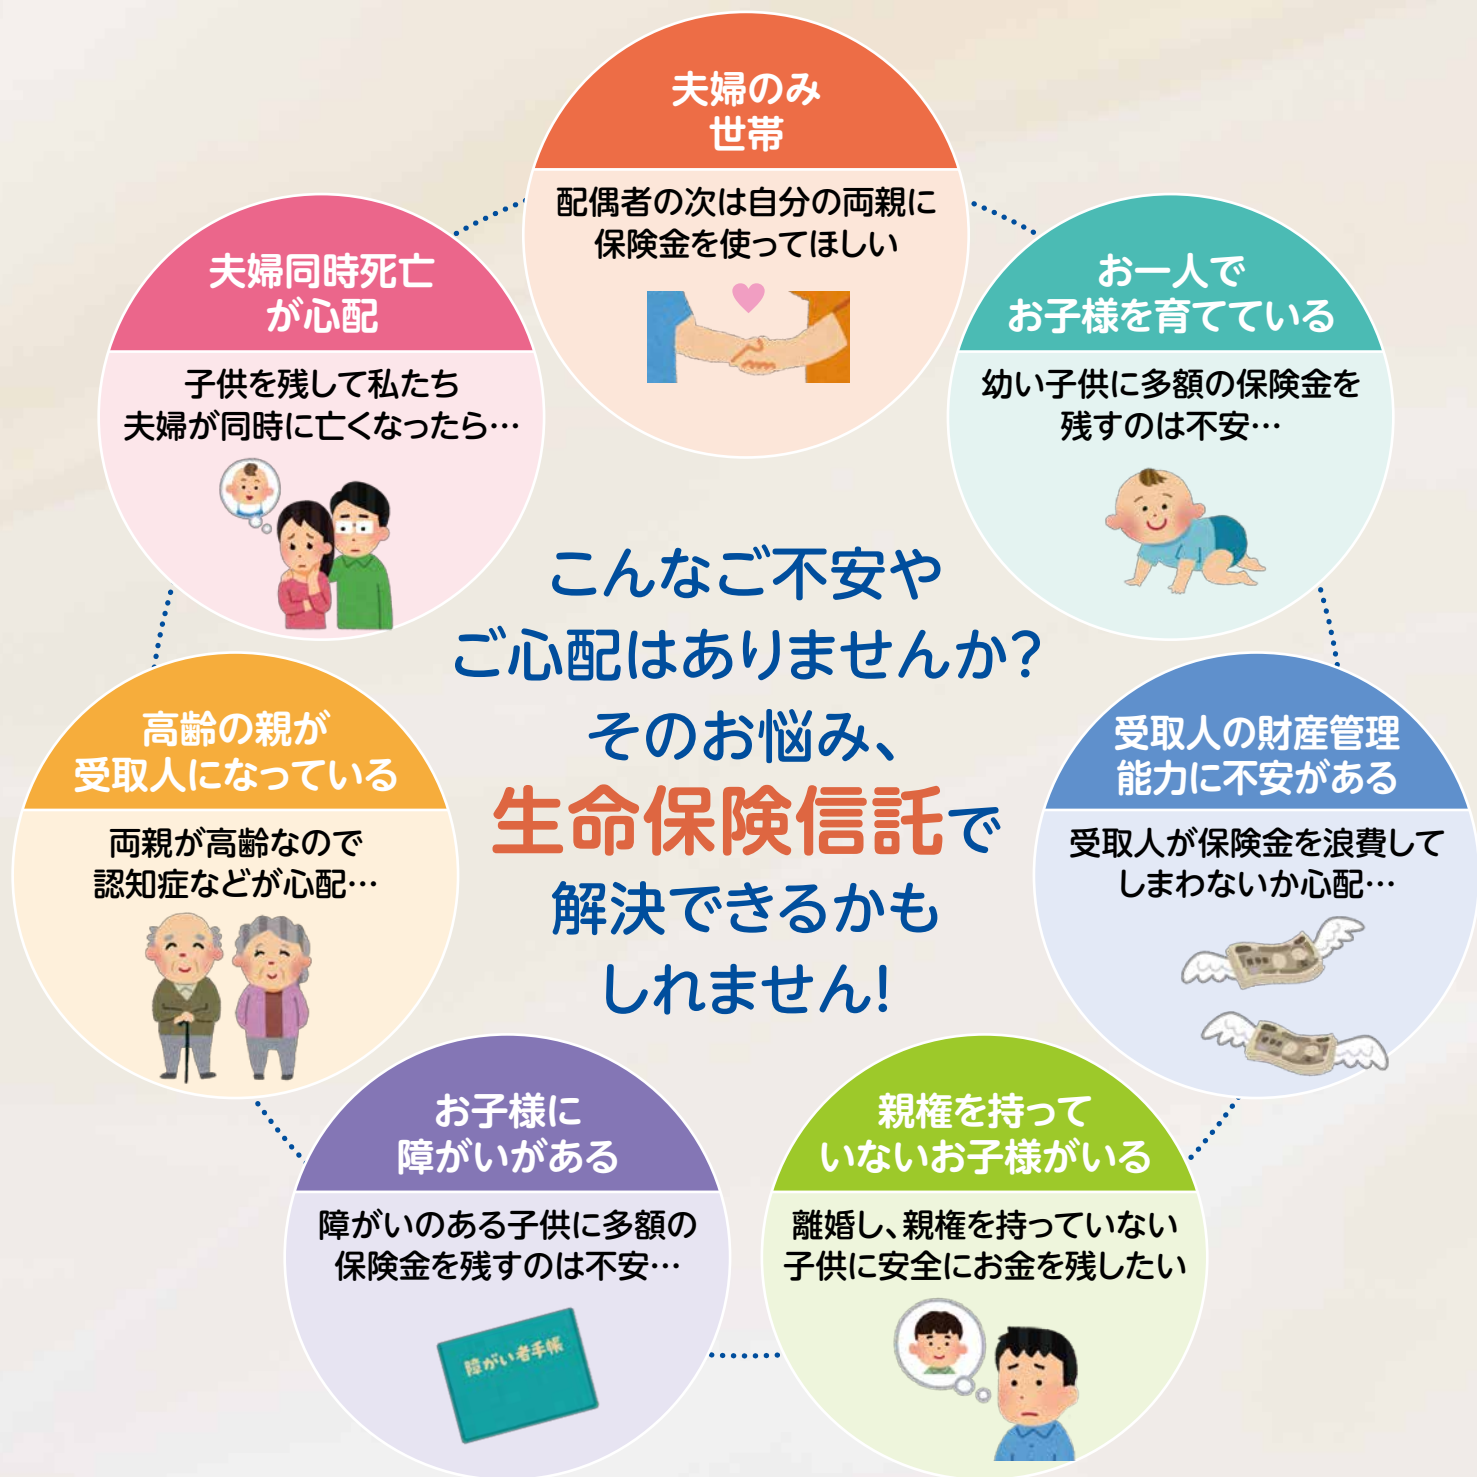 夫婦のみ
世帯
配偶者の次は自分の両親に
保険金を使ってほしい
お一人で
お子様を育てている
幼い子供に多額の保険金を
残すのは不安…
受取人の財産管理
能力に不安がある
受取人が保険金を浪費して
しまわないか心配…
親権を持って
いないお子様がいる
離婚し、親権を持っていない
子供に安全にお金を残したい
お子様に
障がいがある
障がいのある子供に多額の
保険金を残すのは不安…
障がい者手帳
高齢の親が
受取人になっている
両親が高齢なので
認知症などが心配…
夫婦同時死亡
が心配
子供を残して私たち
夫婦が同時に亡くなったら…
こんなご不安や
ご心配はありませんか?
そのお悩み、
生命保険信託で
解決できるかも
しれません!